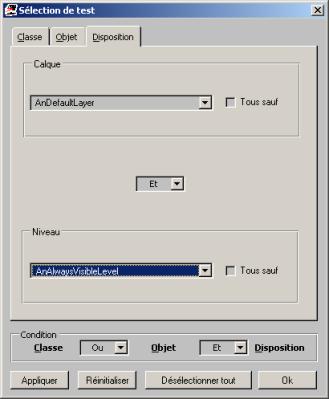 Sélection de test
Classe Objet Disposition
Calque
AnDefaultLayer Tous sauf
Et
Niveau
AnAlwaysVisibleLevel Tous sauf
Condition
Classe Ou Objet Et Disposition
Appliquer Réinitialiser Désélectionner tout Ok